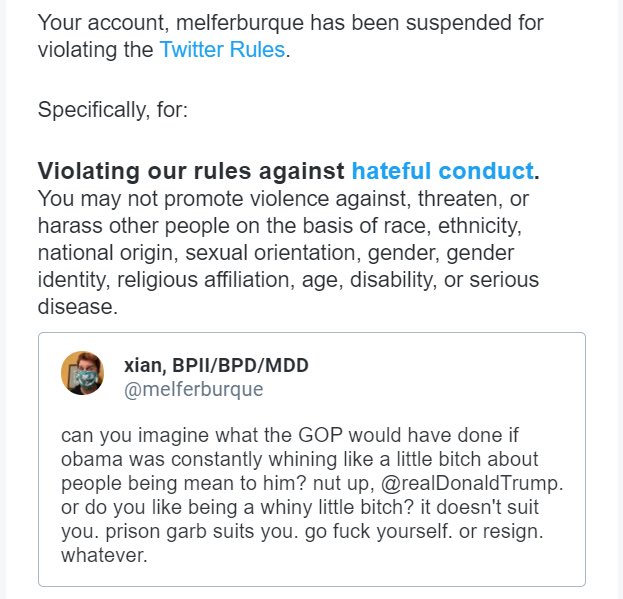 Your account, melferburque has been suspended for
violating the Twitter Rules.
Specifically, for:
Violating our rules against hateful conduct.
You may not promote violence against, threaten, or
harass other people on the basis of race, ethnicity,
national origin, sexual orientation, gender, gender
identity, religious affiliation, age, disability, or serious
disease.
xian, BPII/BPD/MDD
@melferburque
can you imagine what the GOP would have done if
obama was constantly whining like a little bitch about
people being mean to him? nut up, @realDonaldTrump.
or do you like being a whiny little bitch? it doesn't suit
you. prison garb suits you. go fuck yourself. or resign.
whatever.